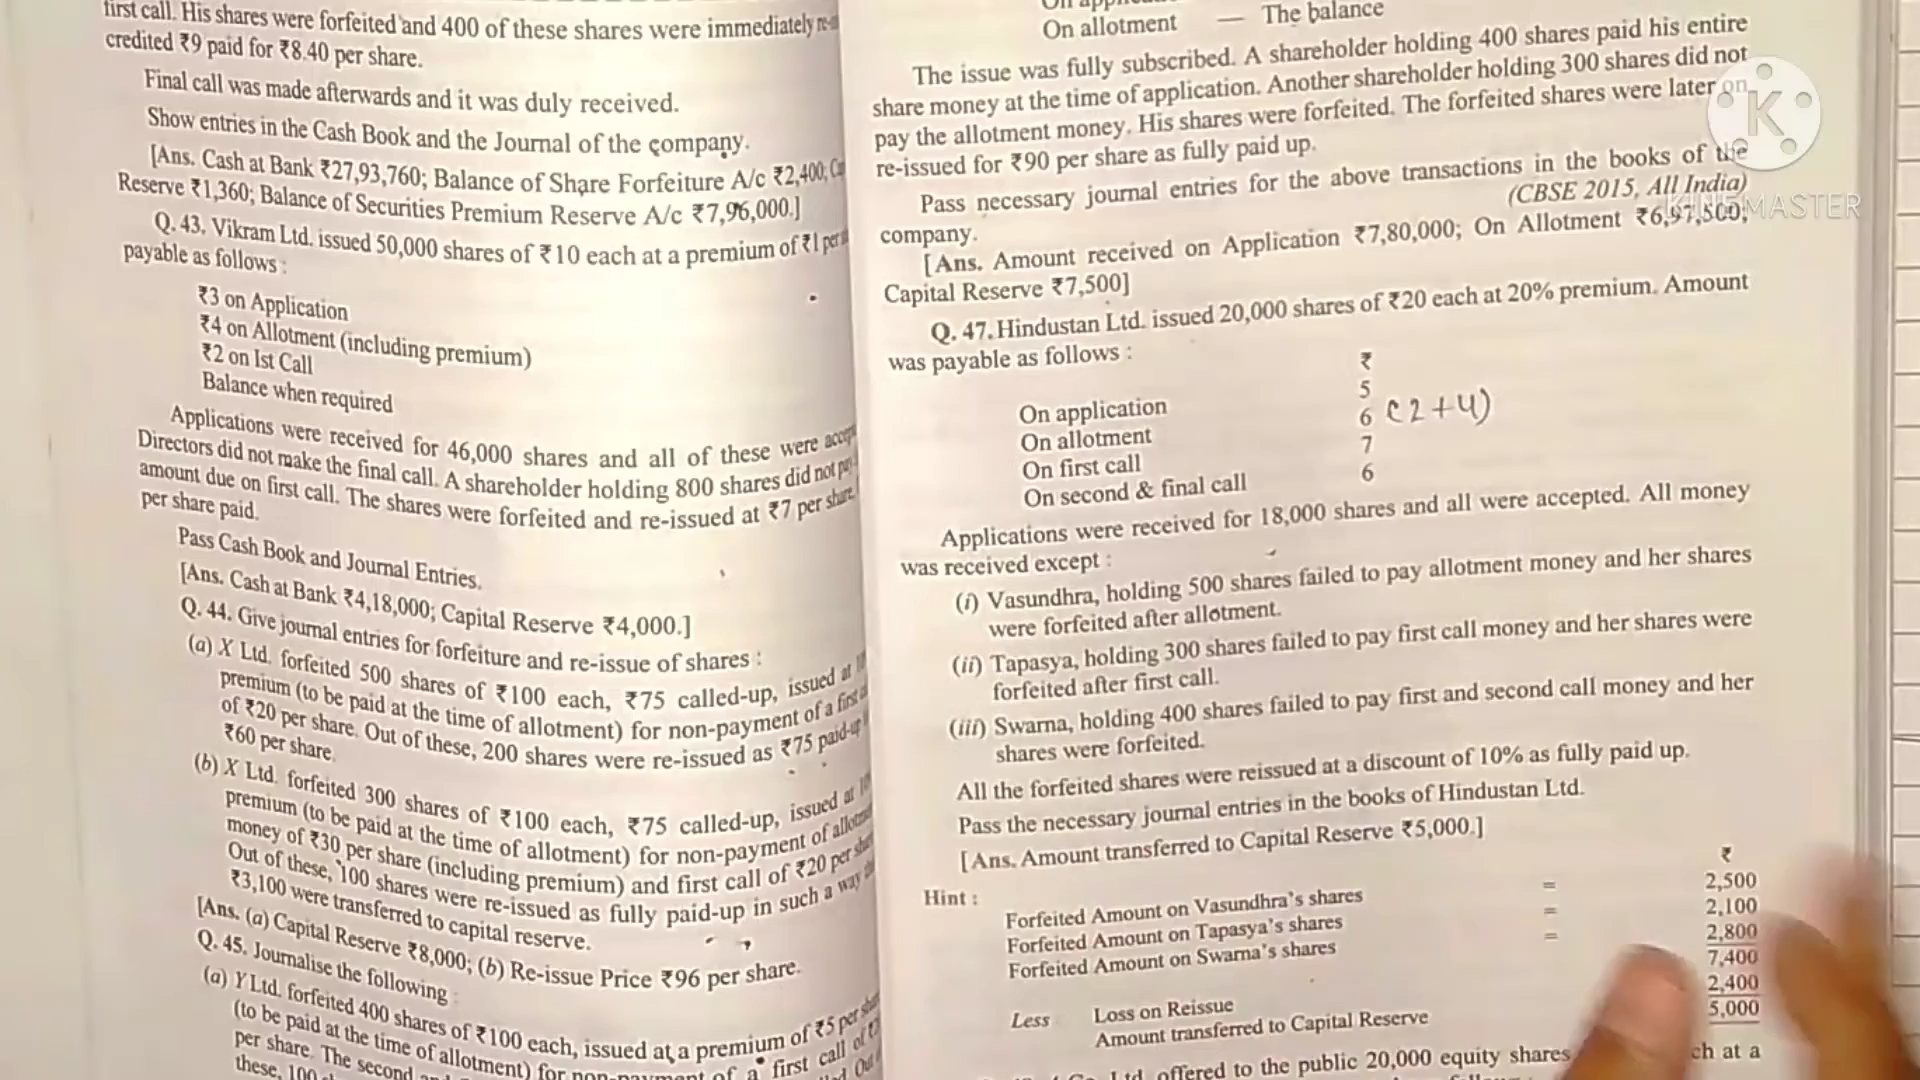 first call. His shares were forfeited and 400 of these shares were immediately
credited ₹9 paid for ₹8.40 per share.
Final call was made afterwards and it was duly received.
Show entries in the Cash Book and the Journal of the company.
[Ans. Cash at Bank ₹27,93,760; Balance of Share Forfeiture A/c ₹2,400;
Reserve ₹1,360; Balance of Securities Premium Reserve A/c ₹7,96,000.]
Q. 43. Vikram Ltd. issued 50,000 shares of ₹10 each at a premium of ₹1
payable as follows :
₹3 on Application
₹4 on Allotment (including premium)
₹2 on Ist Call
Balance when required
Applications were received for 46,000 shares and all of these were
Directors did not make the final call. A shareholder holding 800 shares did not
amount due on first call. The shares were forfeited and re-issued at ₹7 per share,
per share paid.
Pass Cash Book and Journal Entries.
[Ans. Cash at Bank ₹4,18,000; Capital Reserve ₹4,000.]
Q. 44. Give journal entries for forfeiture and re-issue of shares :
(a) X Ltd. forfeited 500 shares of ₹100 each, ₹75 called-up, issued at
premium (to be paid at the time of allotment) for non-payment of a first
of ₹20 per share. Out of these, 200 shares were re-issued as ₹75 paid-up
₹60 per share.
(b) X Ltd. forfeited 300 shares of ₹100 each, ₹75 called-up, issued at
premium (to be paid at the time of allotment) for non-payment of
money of ₹30 per share (including premium) and first call of ₹20 per
Out of these, 100 shares were re-issued as fully paid-up in such a way
₹3,100 were transferred to capital reserve.
[Ans. (a) Capital Reserve ₹8,000; (b) Re-issue Price ₹96 per share.
Q. 45. Journalise the following :
(a) Y Ltd. forfeited 400 shares of ₹100 each, issued at a premium of ₹5 per
(to be paid at the time of allotment) for non-payment of a first call of
per share. The second
these, 100
On allotment — The balance
The issue was fully subscribed. A shareholder holding 400 shares paid his entire
share money at the time of application. Another shareholder holding 300 shares did not
pay the allotment money. His shares were forfeited. The forfeited shares were later on
re-issued for ₹90 per share as fully paid up.
Pass necessary journal entries for the above transactions in the books of the
company. (CBSE 2015, All India)
[Ans. Amount received on Application ₹7,80,000; On Allotment ₹6,97,500;
Capital Reserve ₹7,500]
Q. 47. Hindustan Ltd. issued 20,000 shares of ₹20 each at 20% premium. Amount
was payable as follows :
₹
On application 5
On allotment 6 (2+4)
On first call 7
On second & final call 6
Applications were received for 18,000 shares and all were accepted. All money
was received except :
(i) Vasundhra, holding 500 shares failed to pay allotment money and her shares
were forfeited after allotment.
(ii) Tapasya, holding 300 shares failed to pay first call money and her shares were
forfeited after first call.
(iii) Swarna, holding 400 shares failed to pay first and second call money and her
shares were forfeited.
All the forfeited shares were reissued at a discount of 10% as fully paid up.
Pass the necessary journal entries in the books of Hindustan Ltd.
[Ans. Amount transferred to Capital Reserve ₹5,000.]
Hint : ₹
Forfeited Amount on Vasundhra's shares = 2,500
Forfeited Amount on Tapasya's shares = 2,100
Forfeited Amount on Swarna's shares = 2,800
7,400
Less Loss on Reissue 2,400
Amount transferred to Capital Reserve 5,000
Ltd. offered to the public 20,000 equity shares
at a
K
KINEMASTER